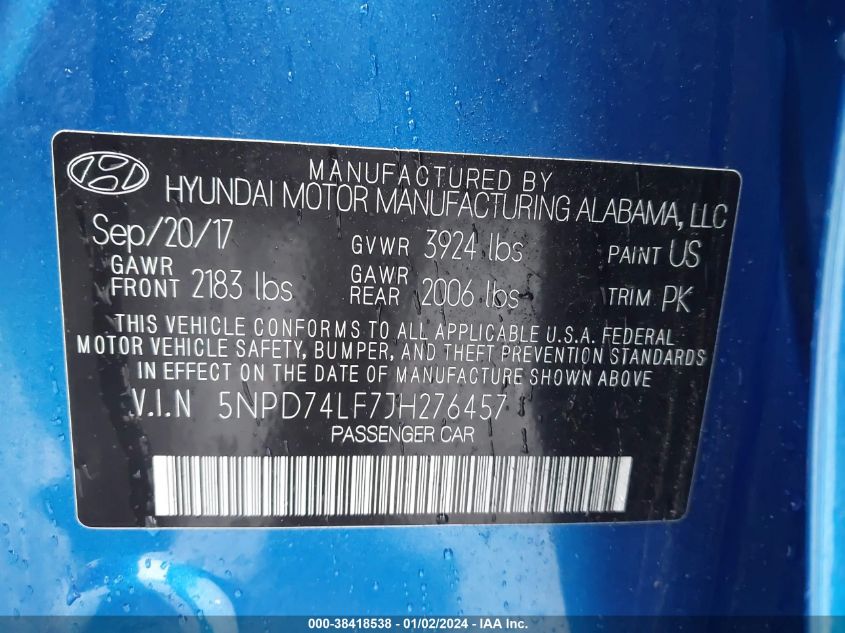 MANUFACTURED BY
HYUNDAI MOTOR MANUFACTURING ALABAMA, LLC
Sep/20/17 GVWR 3924 lbs PAINT US
GAWR FRONT 2183 lbs GAWR REAR 2006 lbs TRIM PK
THIS VEHICLE CONFORMS TO ALL APPLICABLE U.S.A. FEDERAL
MOTOR VEHICLE SAFETY, BUMPER, AND THEFT PREVENTION STANDARDS
IN EFFECT ON THE DATE OF MANUFACTURE SHOWN ABOVE
V.I.N 5NPD74LF7JH276457
PASSENGER CAR
000-38418538 - 01/02/2024 - IAA Inc.